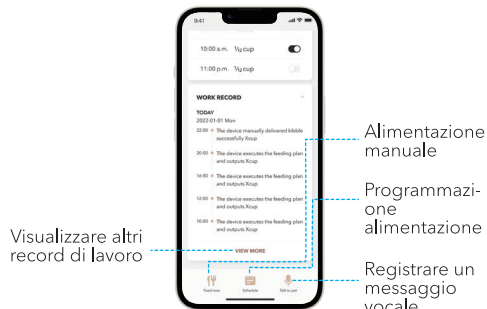 9:41
10:00 a.m. 1/12 cup
11:00 p.m. 1/12 cup
WORK RECORD
TODAY
2022-01-01 Mon
22:00 The device manually delivered kibble
successfully Xcup
20:00 The device executes the feeding plan
and outputs Xcup
16:00 The device executes the feeding plan
and outputs Xcup
12:00 The device executes the feeding plan
and outputs Xcup
10:00 The device executes the feeding plan
and outputs Xcup
VIEW MORE
Feed now Schedule Talk to pet
Visualizzare altri
record di lavoro
Alimentazione
manuale
Programmazi-
one
alimentazione
Registrare un
messaggio
vocale